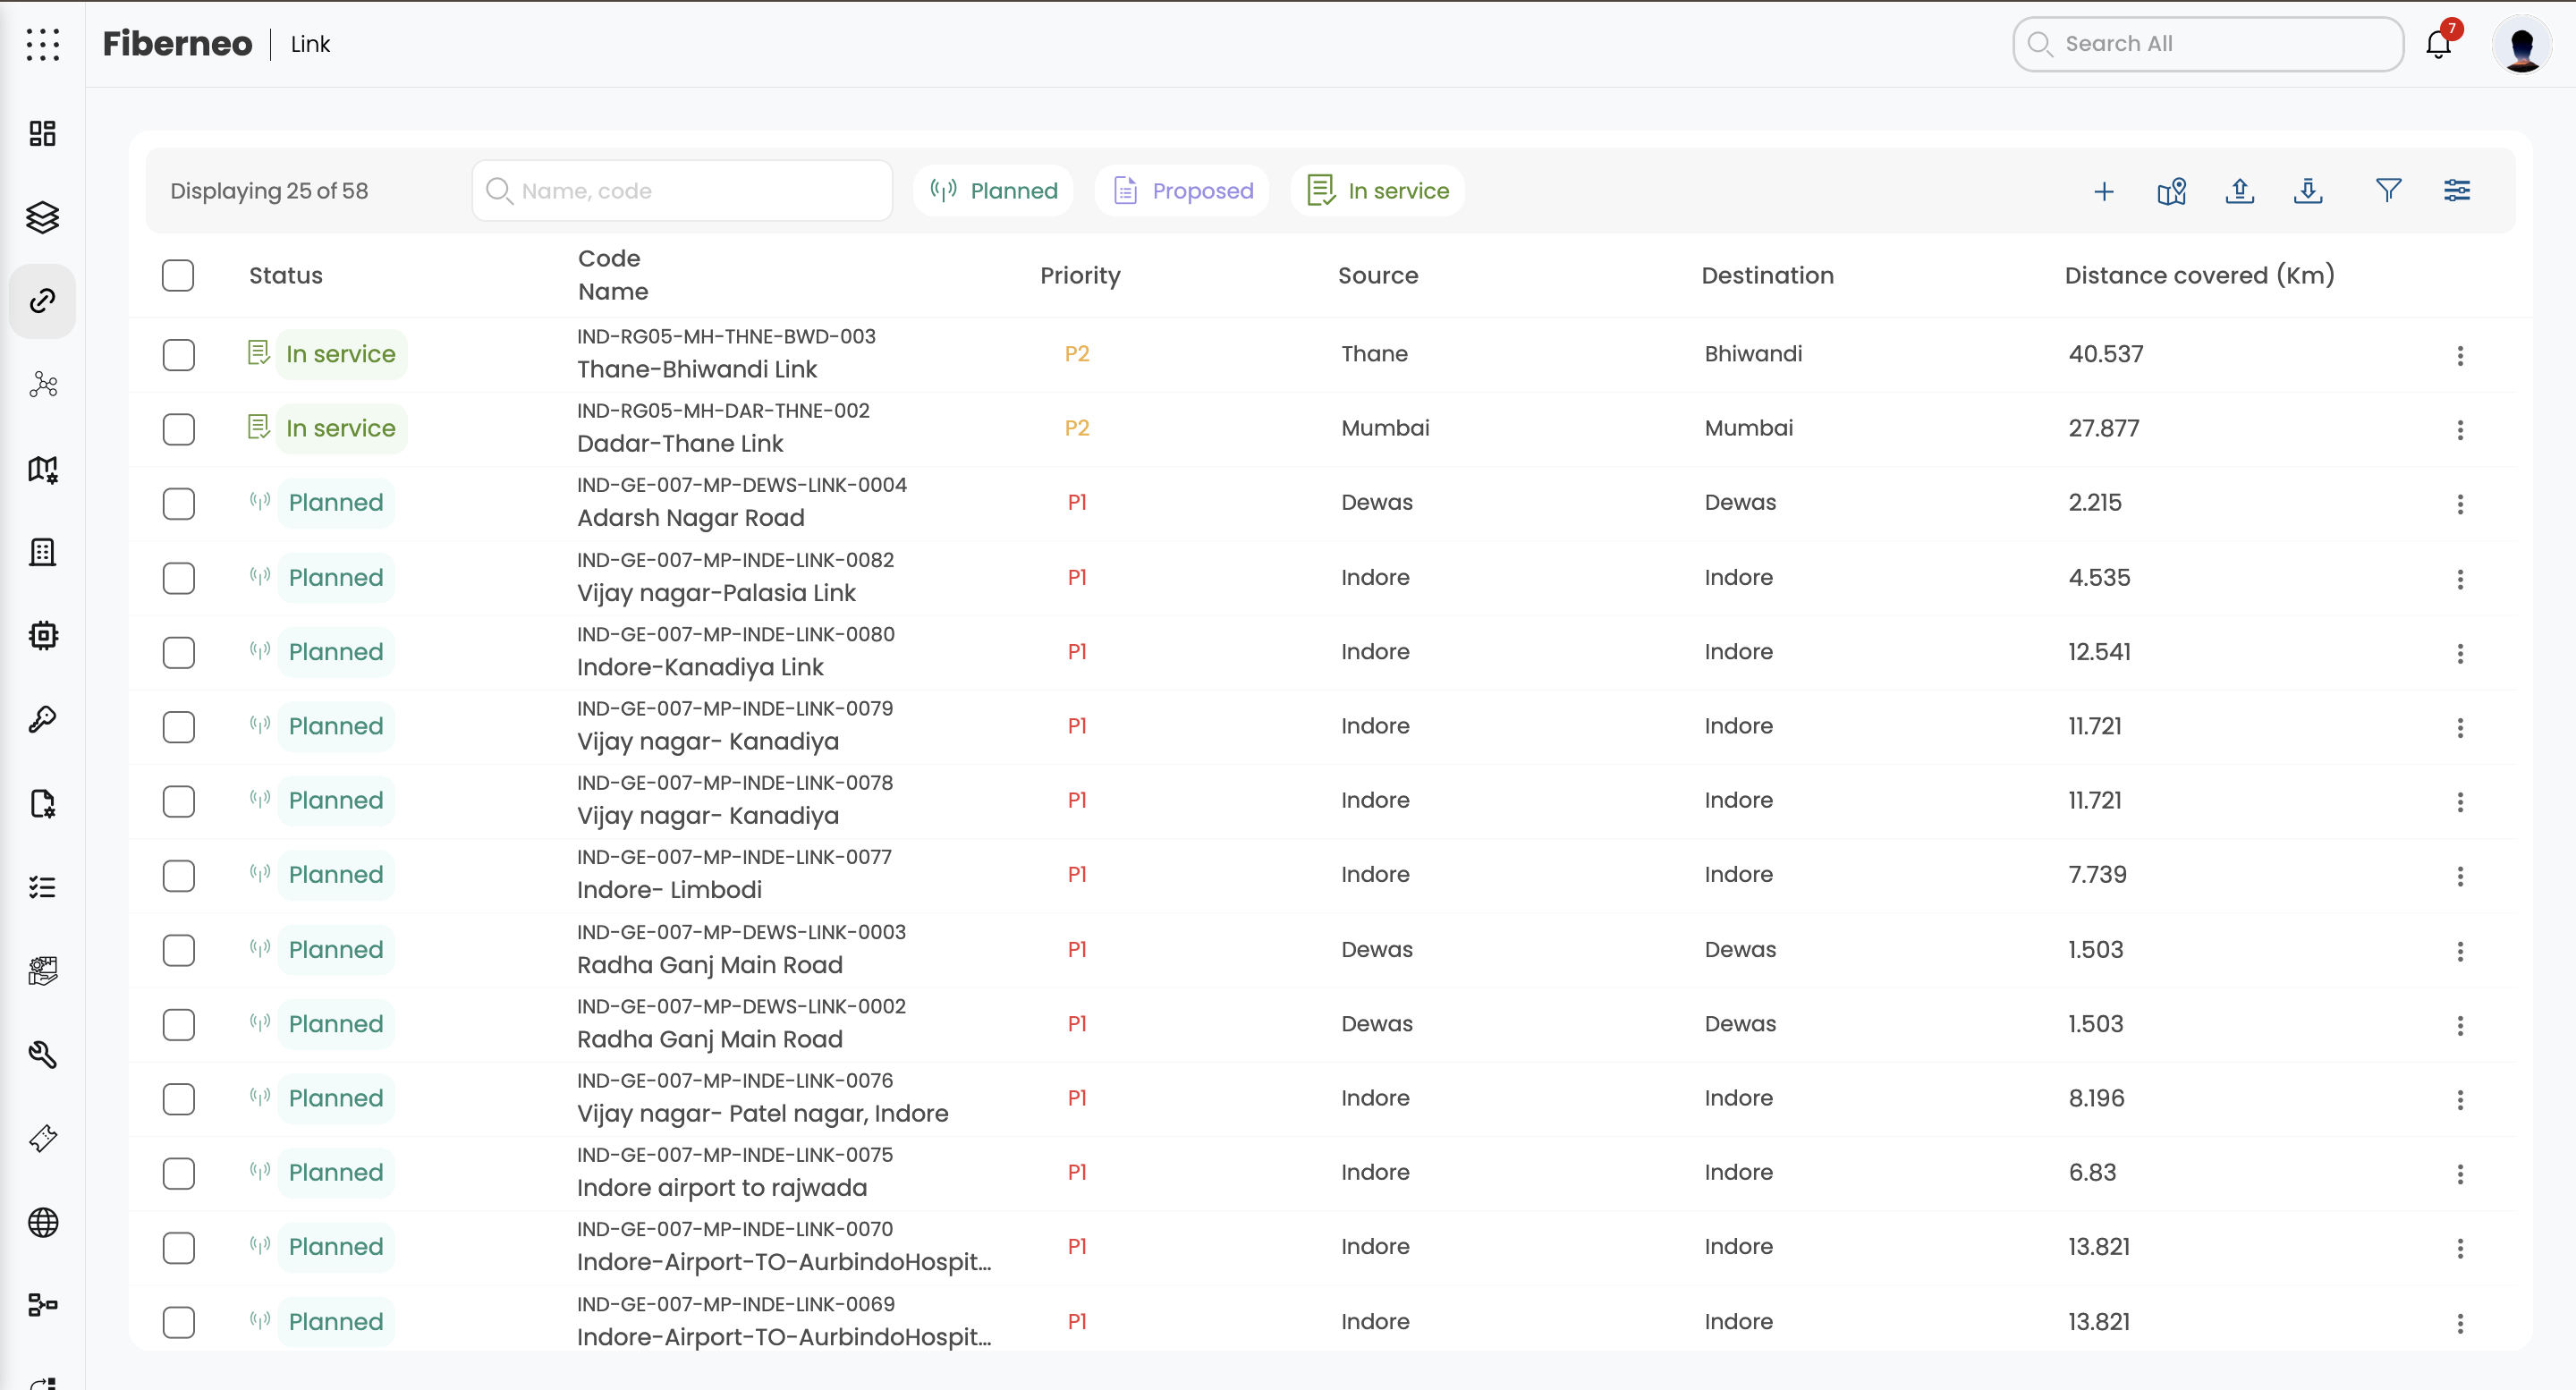 Fiberneo | Link
Search All
7
Displaying 25 of 58
Name, code
Planned
Proposed
In service
Status
Code
Name
Priority
Source
Destination
Distance covered (Km)
In service
IND-RG05-MH-THNE-BWD-003
Thane-Bhiwandi Link
P2
Thane
Bhiwandi
40.537
In service
IND-RG05-MH-DAR-THNE-002
Dadar-Thane Link
P2
Mumbai
Mumbai
27.877
Planned
IND-GE-007-MP-DEWS-LINK-0004
Adarsh Nagar Road
P1
Dewas
Dewas
2.215
Planned
IND-GE-007-MP-INDE-LINK-0082
Vijay nagar-Palasia Link
P1
Indore
Indore
4.535
Planned
IND-GE-007-MP-INDE-LINK-0080
Indore-Kanadiya Link
P1
Indore
Indore
12.541
Planned
IND-GE-007-MP-INDE-LINK-0079
Vijay nagar- Kanadiya
P1
Indore
Indore
11.721
Planned
IND-GE-007-MP-INDE-LINK-0078
Vijay nagar- Kanadiya
P1
Indore
Indore
11.721
Planned
IND-GE-007-MP-INDE-LINK-0077
Indore- Limbodi
P1
Indore
Indore
7.739
Planned
IND-GE-007-MP-DEWS-LINK-0003
Radha Ganj Main Road
P1
Dewas
Dewas
1.503
Planned
IND-GE-007-MP-DEWS-LINK-0002
Radha Ganj Main Road
P1
Dewas
Dewas
1.503
Planned
IND-GE-007-MP-INDE-LINK-0076
Vijay nagar- Patel nagar, Indore
P1
Indore
Indore
8.196
Planned
IND-GE-007-MP-INDE-LINK-0075
Indore airport to rajwada
P1
Indore
Indore
6.83
Planned
IND-GE-007-MP-INDE-LINK-0070
Indore-Airport-TO-AurbindoHospit...
P1
Indore
Indore
13.821
Planned
IND-GE-007-MP-INDE-LINK-0069
Indore-Airport-TO-AurbindoHospit...
P1
Indore
Indore
13.821